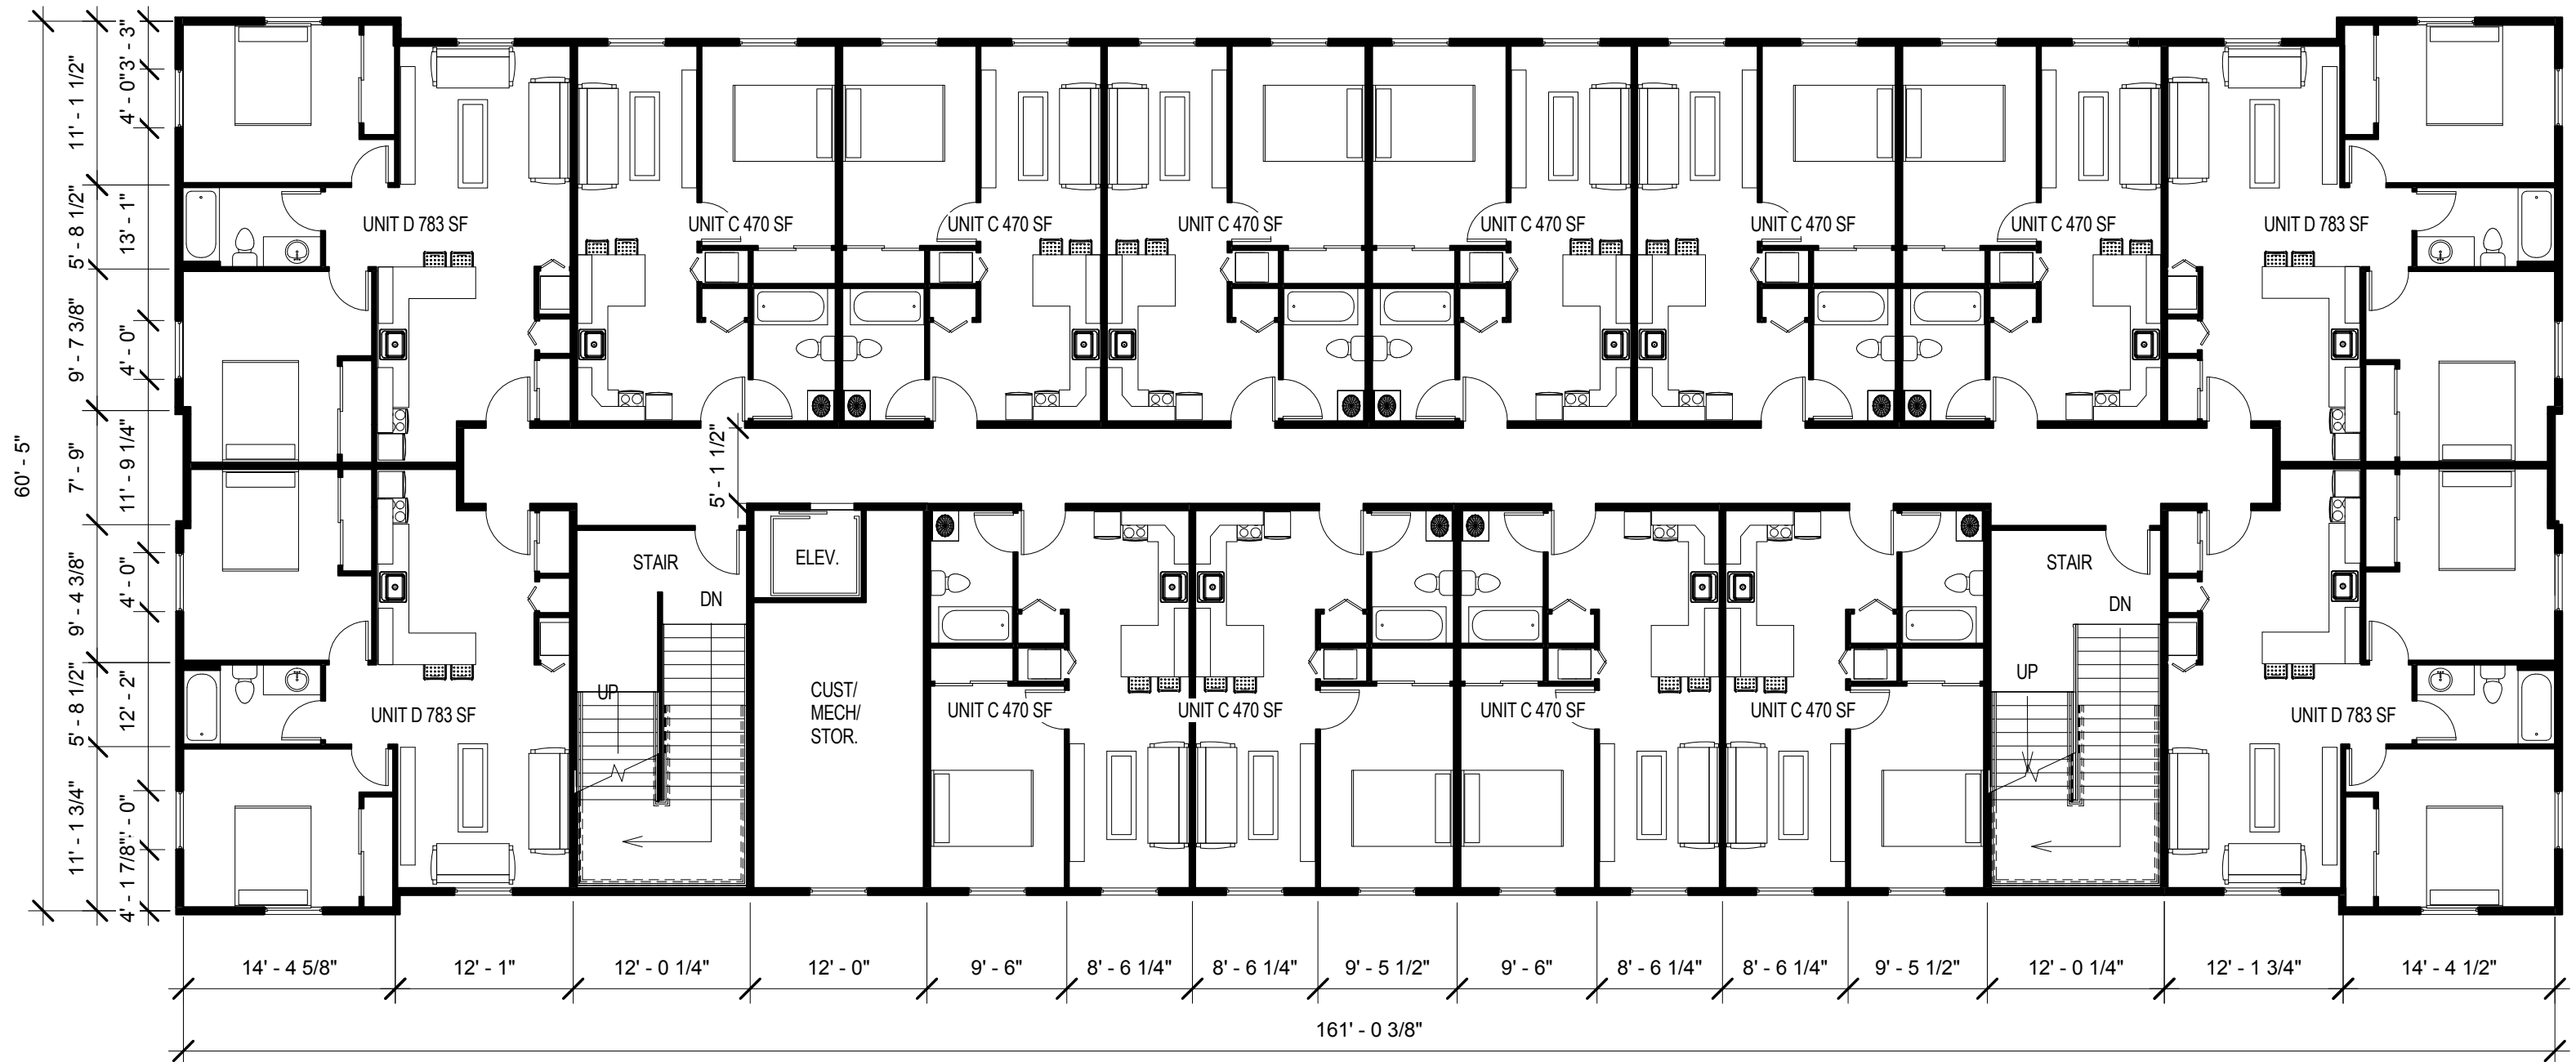 UNIT D 783 SF
UNIT C 470 SF
UNIT C 470 SF
UNIT C 470 SF
UNIT C 470 SF
UNIT C 470 SF
UNIT C 470 SF
UNIT D 783 SF
60' - 5"
11' - 1 1/2"
5' - 8 1/2"
9' - 7 3/8"
7' - 9"
9' - 4 3/8"
5' - 8 1/2"
11' - 1 3/4"
3' - 3"
4' - 0"
13' - 1"
4' - 0"
11' - 9 1/4"
4' - 0"
12' - 2"
' - 0"
4' - 1 7/8"
5' - 1 1/2"
STAIR
DN
UP
ELEV.
CUST/
MECH/
STOR.
STAIR
DN
UP
UNIT D 783 SF
UNIT C 470 SF
UNIT C 470 SF
UNIT C 470 SF
UNIT C 470 SF
UNIT D 783 SF
14' - 4 5/8"
12' - 1"
12' - 0 1/4"
12' - 0"
9' - 6"
8' - 6 1/4"
8' - 6 1/4"
9' - 5 1/2"
9' - 6"
8' - 6 1/4"
8' - 6 1/4"
9' - 5 1/2"
12' - 0 1/4"
12' - 1 3/4"
14' - 4 1/2"
161' - 0 3/8"